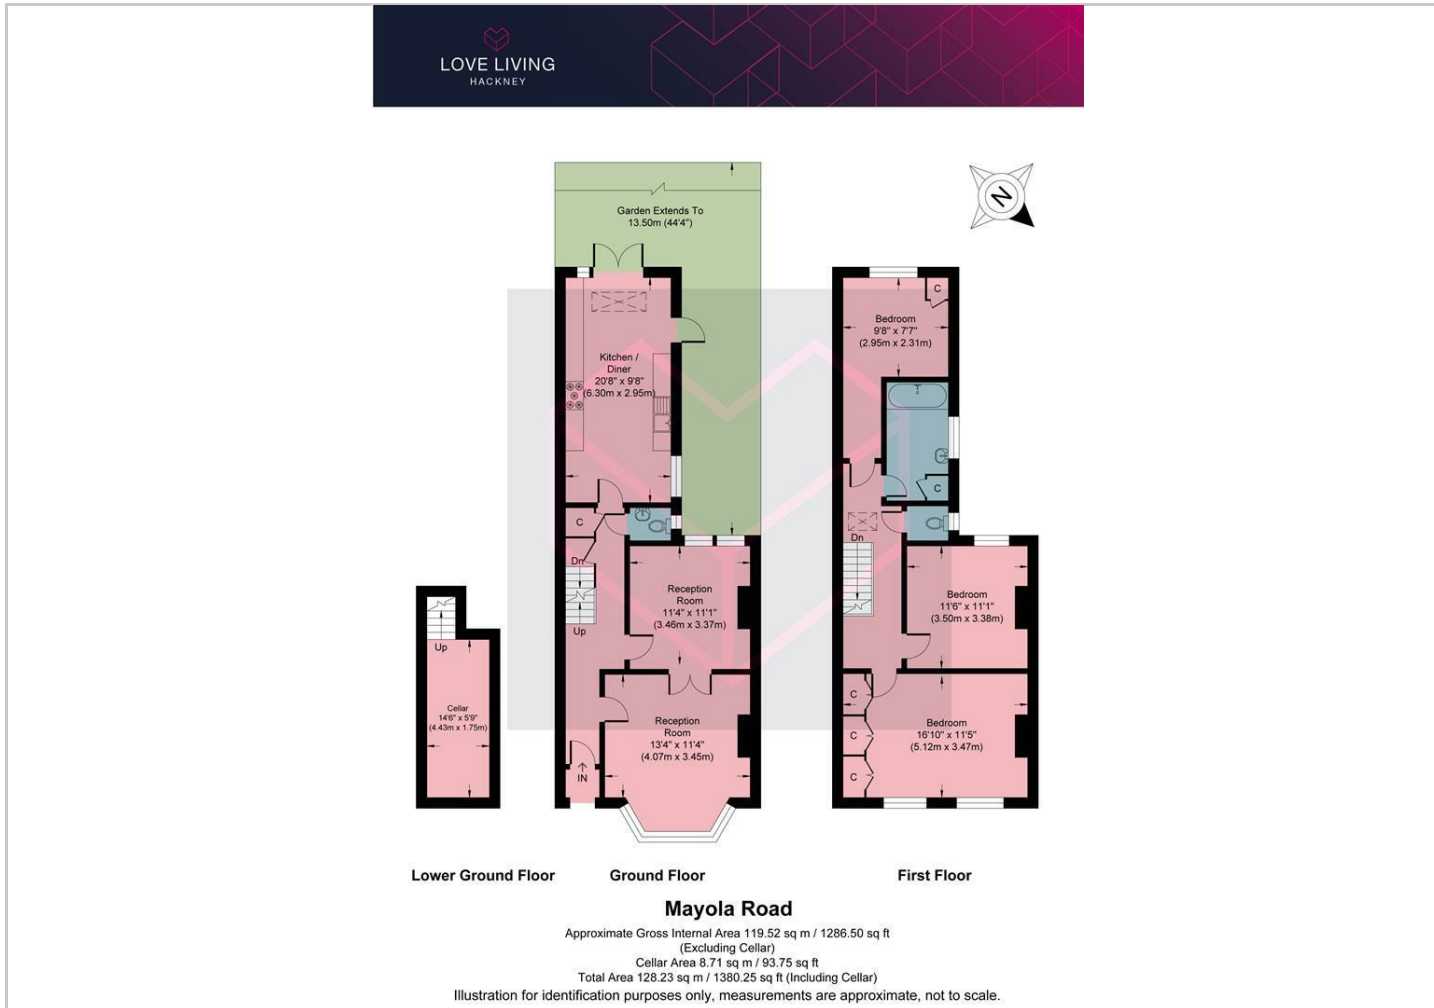 LOVE LIVING
HACKNEY
N
Garden Extends To
13.50m (44'4")
Kitchen /
Diner
20'8" x 9'8"
(6.30m x 2.95m)
C
Dn
Up
Reception
Room
11'4" x 11'1"
(3.46m x 3.37m)
Reception
Room
13'4" x 11'4"
(4.07m x 3.45m)
IN
Up
Cellar
14'6" x 5'9"
(4.43m x 1.75m)
C
Bedroom
9'8" x 7'7"
(2.95m x 2.31m)
C
Dn
Bedroom
11'6" x 11'1"
(3.50m x 3.38m)
C
C
C
Bedroom
16'10" x 11'5"
(5.12m x 3.47m)
Lower Ground Floor
Ground Floor
First Floor
Mayola Road
Approximate Gross Internal Area 119.52 sq m / 1286.50 sq ft
(Excluding Cellar)
Cellar Area 8.71 sq m / 93.75 sq ft
Total Area 128.23 sq m / 1380.25 sq ft (Including Cellar)
Illustration for identification purposes only, measurements are approximate, not to scale.